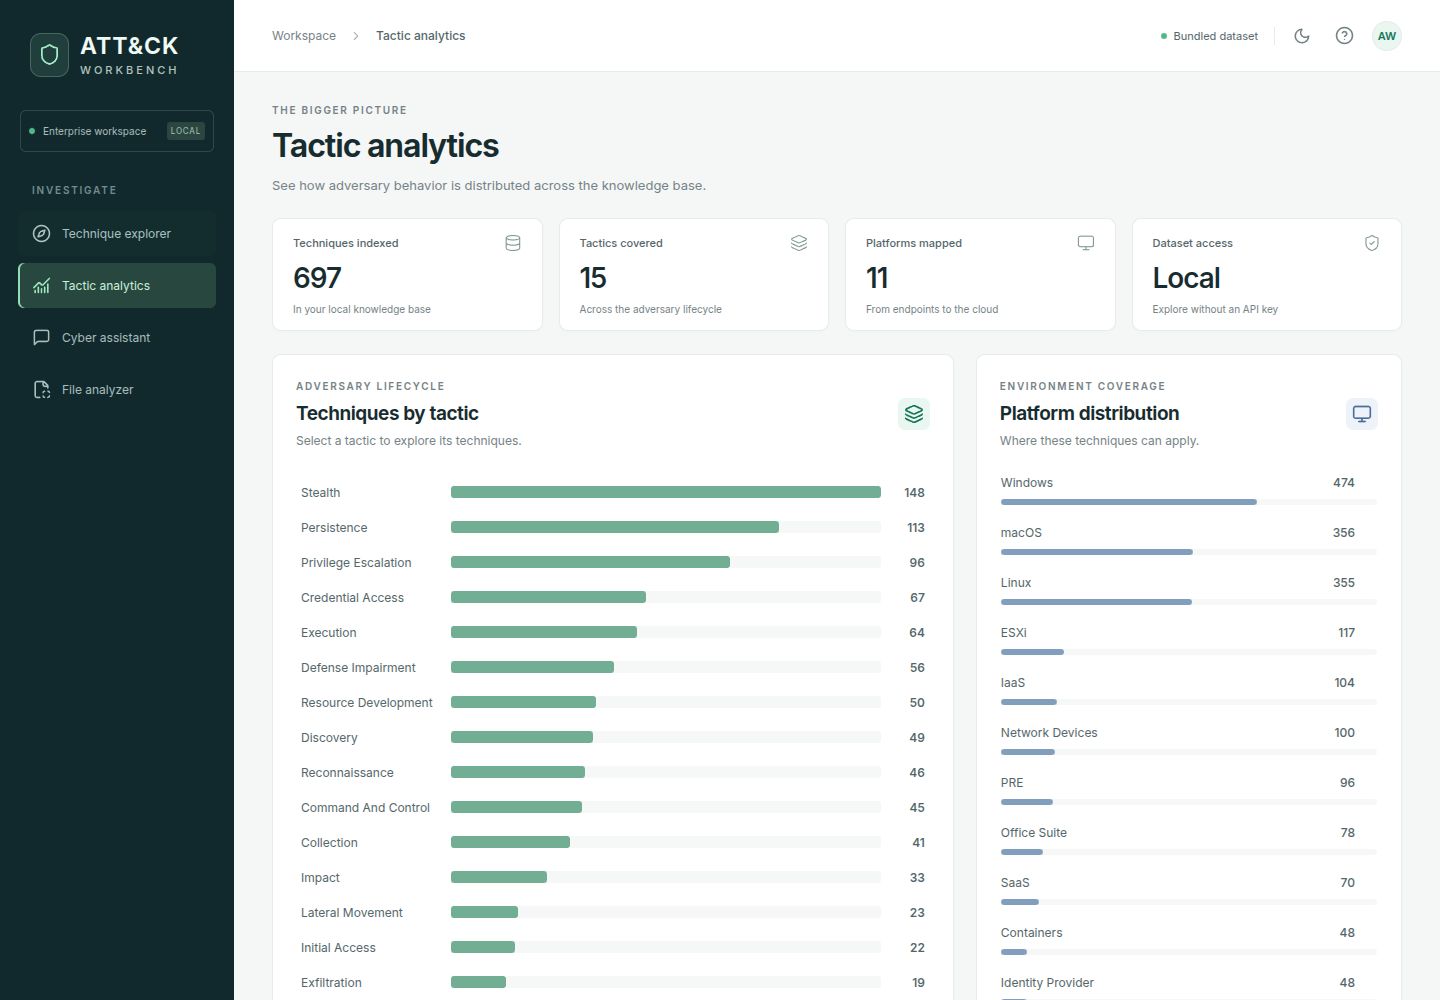 ATT&CK
WORKBENCH
Enterprise workspace LOCAL
INVESTIGATE
Technique explorer
Tactic analytics
Cyber assistant
File analyzer
Workspace > Tactic analytics
Bundled dataset
AW
THE BIGGER PICTURE
Tactic analytics
See how adversary behavior is distributed across the knowledge base.
Techniques indexed
697
In your local knowledge base
Tactics covered
15
Across the adversary lifecycle
Platforms mapped
11
From endpoints to the cloud
Dataset access
Local
Explore without an API key
ADVERSARY LIFECYCLE
Techniques by tactic
Select a tactic to explore its techniques.
Stealth 148
Persistence 113
Privilege Escalation 96
Credential Access 67
Execution 64
Defense Impairment 56
Resource Development 50
Discovery 49
Reconnaissance 46
Command And Control 45
Collection 41
Impact 33
Lateral Movement 23
Initial Access 22
Exfiltration 19
ENVIRONMENT COVERAGE
Platform distribution
Where these techniques can apply.
Windows 474
macOS 356
Linux 355
ESXi 117
IaaS 104
Network Devices 100
PRE 96
Office Suite 78
SaaS 70
Containers 48
Identity Provider 48